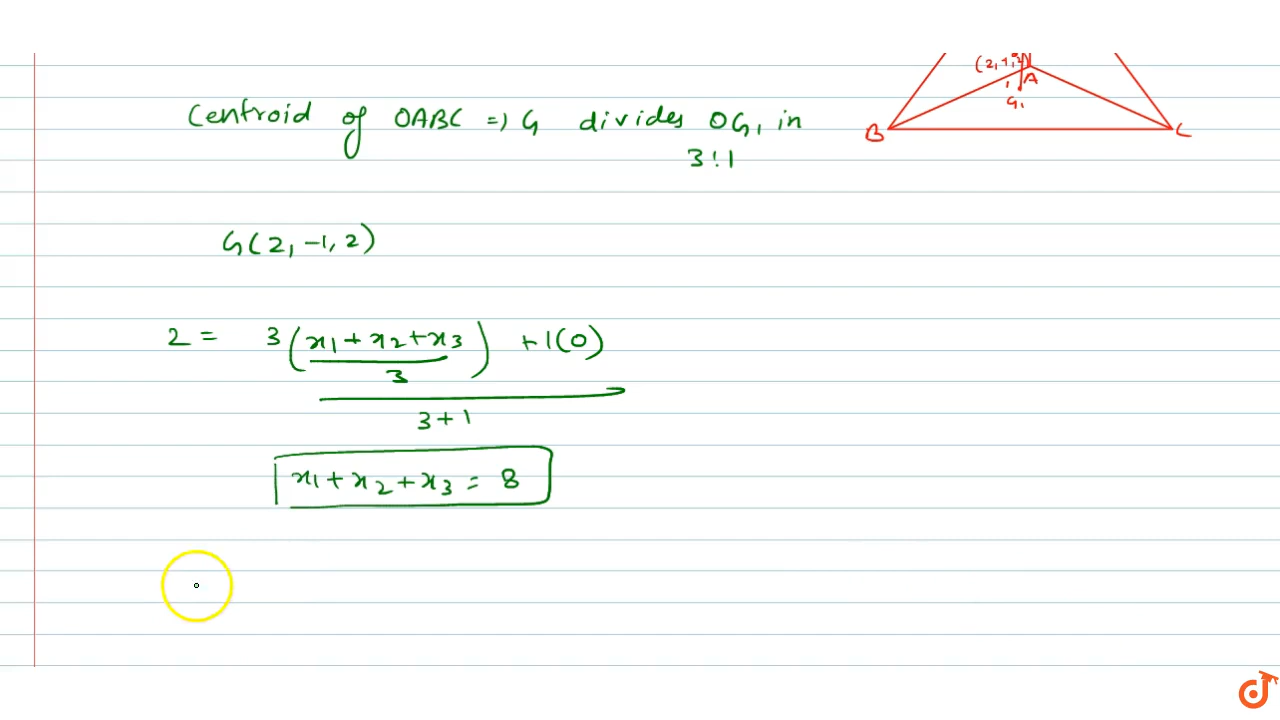 (2, +, 2)
A
1
G₁
B
C
Centroid of OABC => G divides OG₁ in
3:1
G(2, -1, 2)
2 = 3(x₁ + x₂ + x₃ / 3) + 1(0)
3 + 1
x₁ + x₂ + x₃ = 8